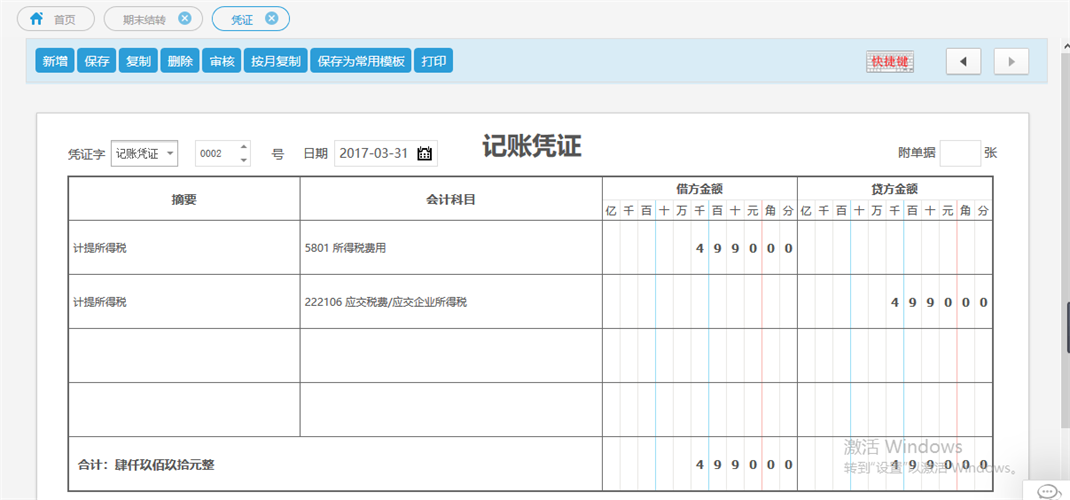 首页 期末结转 凭证
新增 保存 复制 删除 审核 按月复制 保存为常用模板 打印 快捷键
记账凭证
凭证字 记账凭证 0002 号 日期 2017-03-31 附单据 张
摘要 会计科目 借方金额 贷方金额
亿 千 百 十 万 千 百 十 元 角 分 亿 千 百 十 万 千 百 十 元 角 分
计提所得税 5801 所得税费用 4 9 9 0 0 0
计提所得税 222106 应交税费/应交企业所得税 4 9 9 0 0 0
激活 Windows
合计：肆仟玖佰玖拾元整 4 9 9 0 0 0 4 9 9 0 0 0
转到"设置"以激活 Windows。